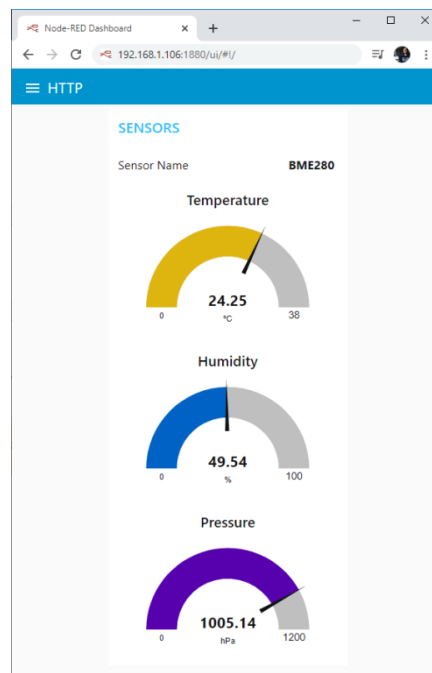 Node-RED Dashboard
192.168.1.106:1880/ui/#!/
HTTP
SENSORS
Sensor Name BME280
Temperature
24.25
ºC
0 38
Humidity
49.54
%
0 100
Pressure
1005.14
hPa
0 1200